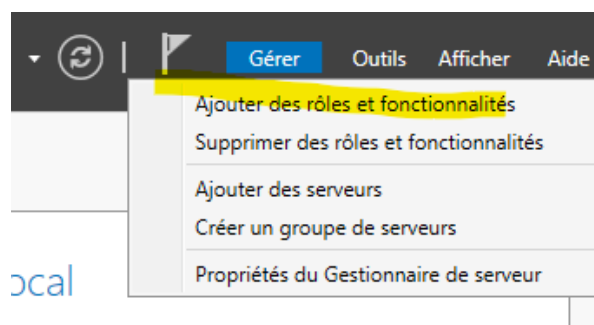 Gérer Outils Afficher Aide
Ajouter des rôles et fonctionnalités
Supprimer des rôles et fonctionnalités
Ajouter des serveurs
Créer un groupe de serveurs
Propriétés du Gestionnaire de serveur
ocal